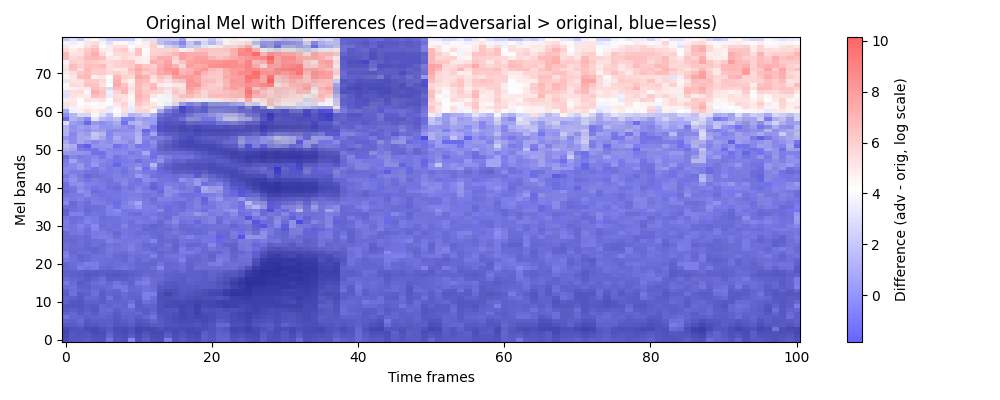 Original Mel with Differences (red=adversarial > original, blue=less)
Mel bands
70
60
50
40
30
20
10
0
0 20 40 60 80 100
Time frames
10
8
6
4
2
0
Difference (adv - orig, log scale)